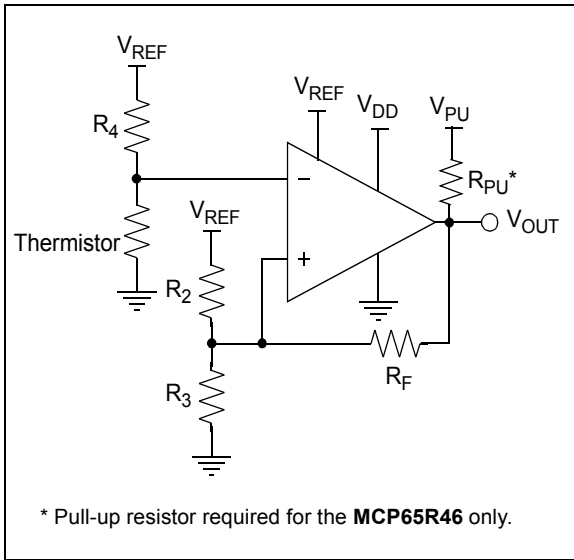 VREF
R4
VREF
VDD
VPU
RPU*
−
VOUT
Thermistor
VREF
+
R2
RF
R3
* Pull-up resistor required for the MCP65R46 only.